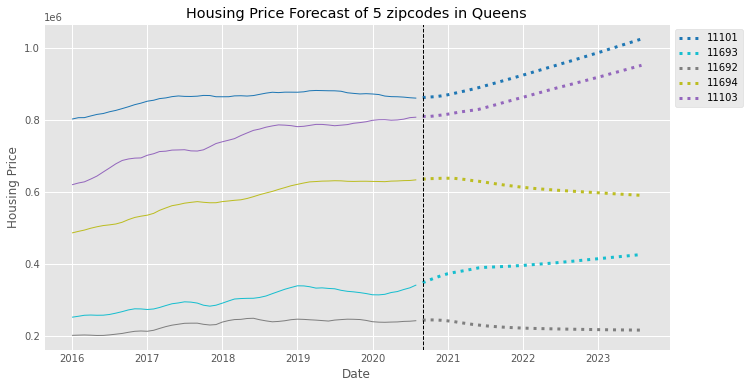 Housing Price Forecast of 5 zipcodes in Queens
1e6
1.0
0.8
0.6
0.4
0.2
Housing Price
2016 2017 2018 2019 2020 2021 2022 2023
Date
11101
11693
11692
11694
11103